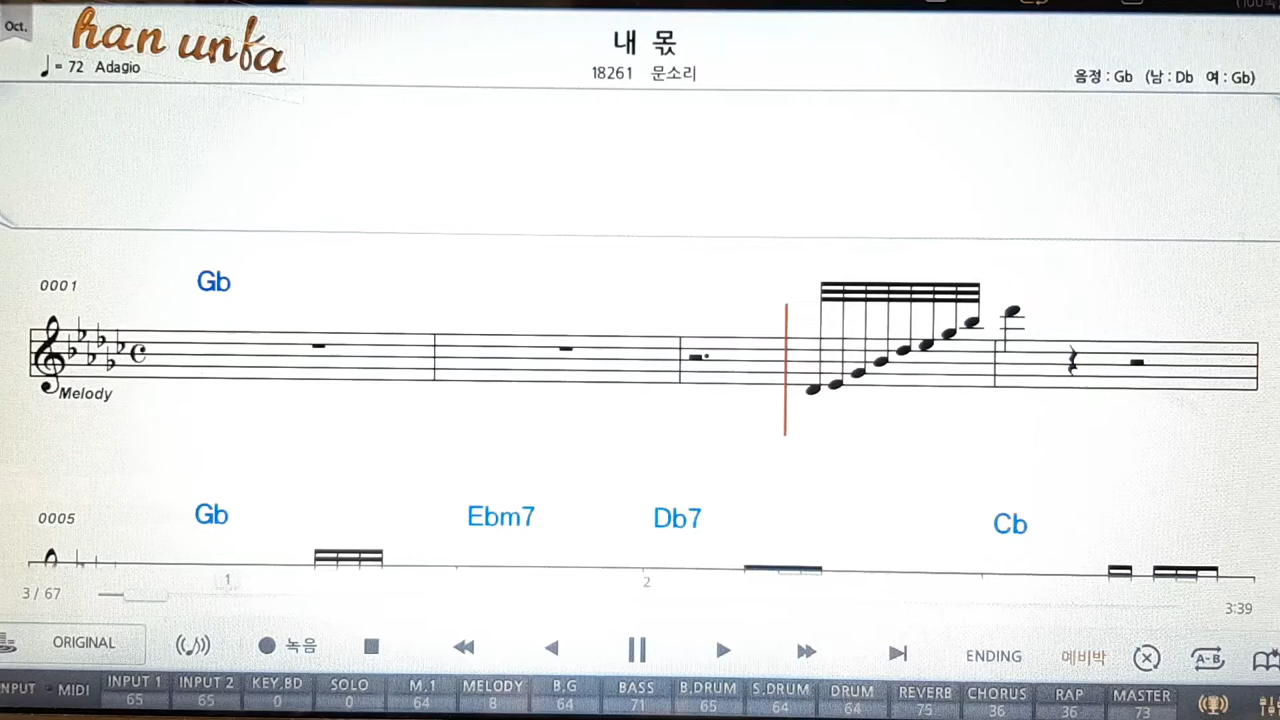 Oct.
han unfa
= 72 Adagio
내 몫
18261 문소리
음정 : Gb (남 : Db 여 : Gb)
0001
Gb
Melody
0005
Gb Ebm7 Db7 Cb
1 2
3 / 67
3:39
ORIGINAL 녹음 ENDING 예비박 A-B
INPUT MIDI INPUT 1 INPUT 2 KEY,BD SOLO M.1 MELODY B.G BASS B.DRUM S.DRUM DRUM REVERB CHORUS RAP MASTER
65 65 0 0 64 8 64 71 65 64 64 75 36 36 73